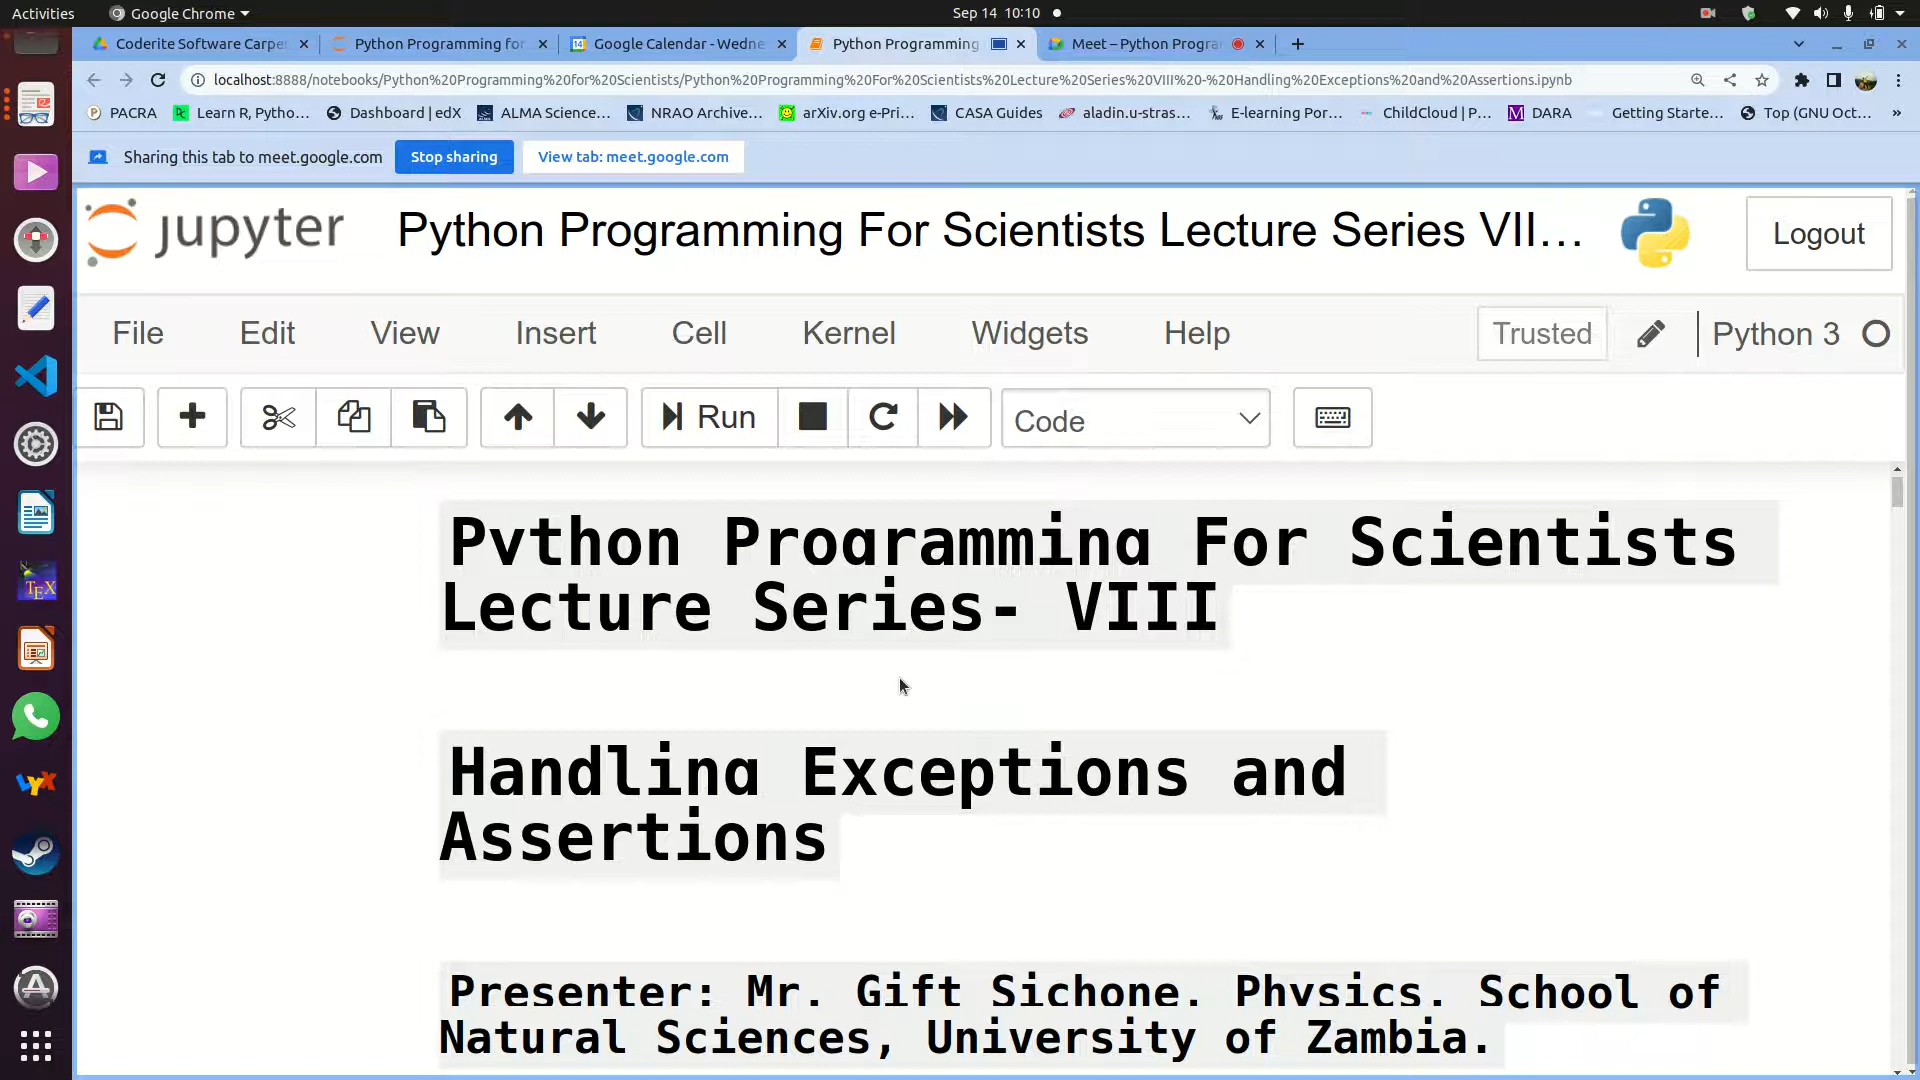 Activities Google Chrome Sep 14 10:10
Coderite Software Carpe Python Programming for Google Calendar - Wedne Python Programming Meet – Python Progra
localhost:8888/notebooks/Python%20Programming%20for%20Scientists/Python%20Programming%20For%20Scientists%20Lecture%20Series%20VIII%20-%20Handling%20Exceptions%20and%20Assertions.ipynb
PACRA Learn R, Pytho... Dashboard | edX ALMA Science... NRAO Archive... arXiv.org e-Pri... CASA Guides aladin.u-stras... E-learning Por... ChildCloud | P... DARA Getting Starte... Top (GNU Oct... »
Sharing this tab to meet.google.com Stop sharing View tab: meet.google.com
jupyter Python Programming For Scientists Lecture Series VII... Logout
File Edit View Insert Cell Kernel Widgets Help Trusted Python 3
Run Code
Python Programming For Scientists
Lecture Series- VIII
Handling Exceptions and
Assertions
Presenter: Mr. Gift Sichone, Physics, School of
Natural Sciences, University of Zambia.
TEX
LYX